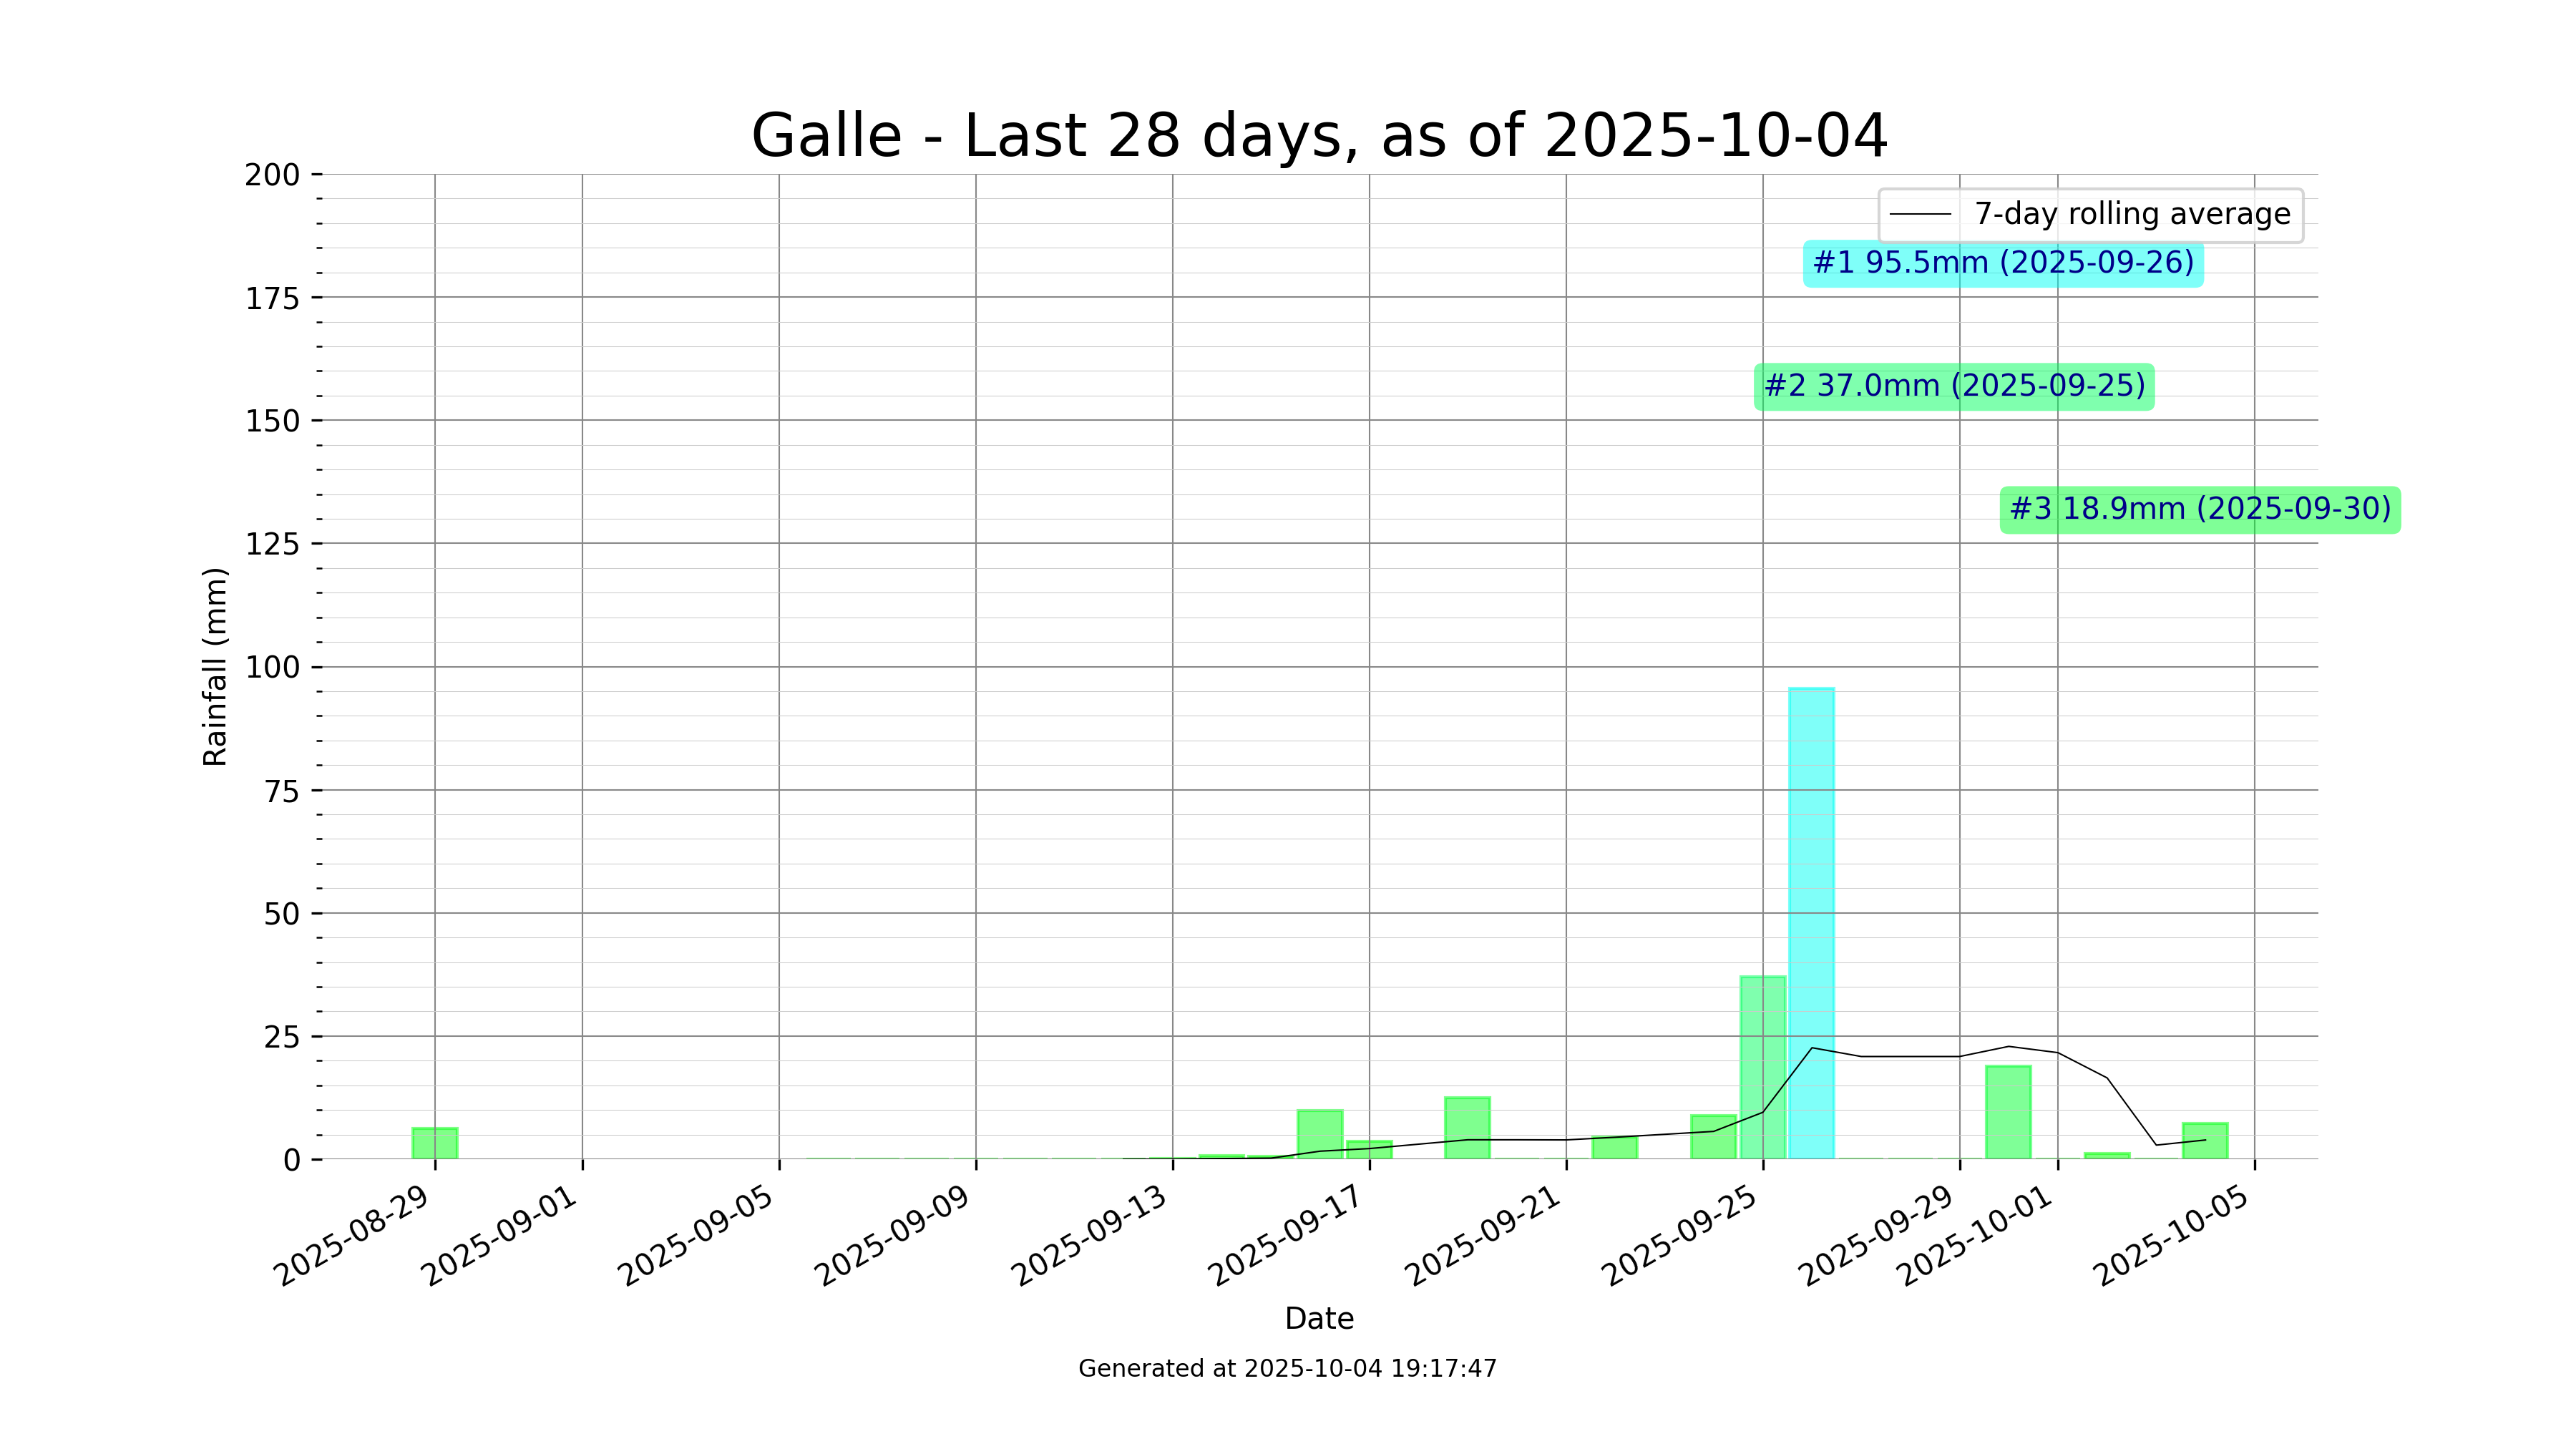 Galle - Last 28 days, as of 2025-10-04
200
175
150
125
100
75
50
25
0
Rainfall (mm)
7-day rolling average
#1 95.5mm (2025-09-26)
#2 37.0mm (2025-09-25)
#3 18.9mm (2025-09-30)
2025-08-29
2025-09-01
2025-09-05
2025-09-09
2025-09-13
2025-09-17
2025-09-21
2025-09-25
2025-09-29
2025-10-01
2025-10-05
Date
Generated at 2025-10-04 19:17:47